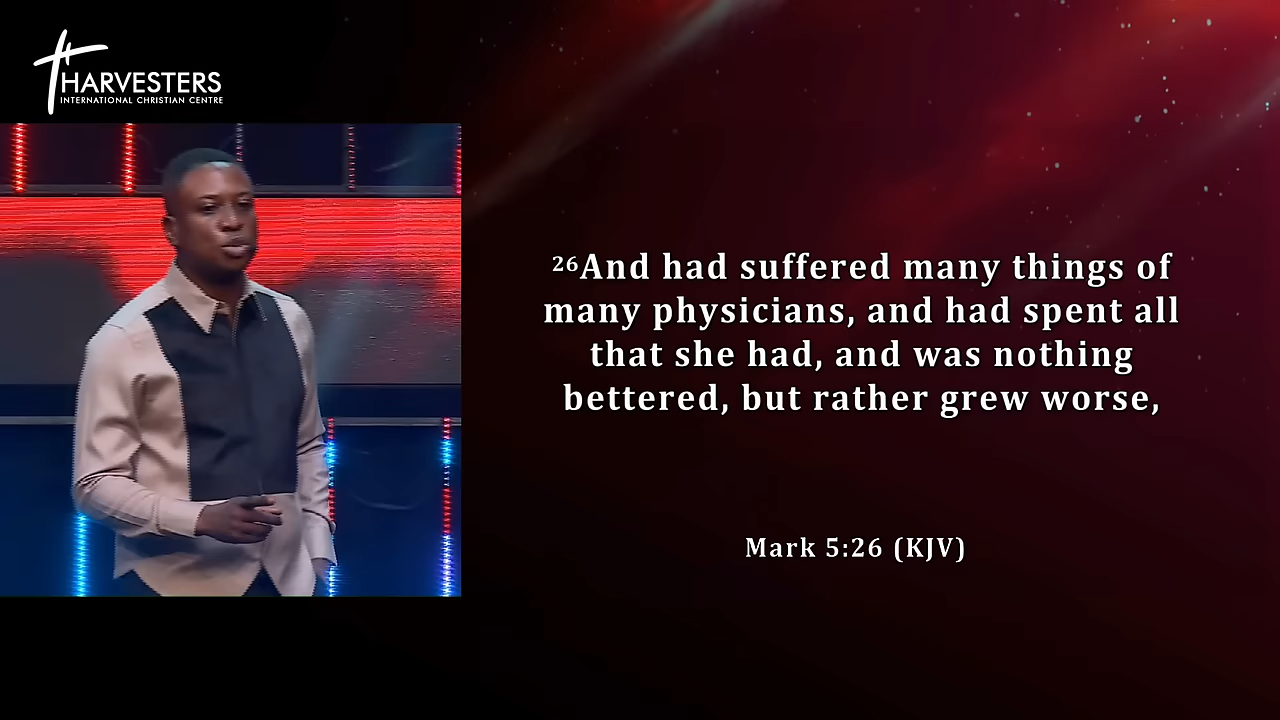 HARVESTERS
INTERNATIONAL CHRISTIAN CENTRE
26And had suffered many things of
many physicians, and had spent all
that she had, and was nothing
bettered, but rather grew worse,
Mark 5:26 (KJV)